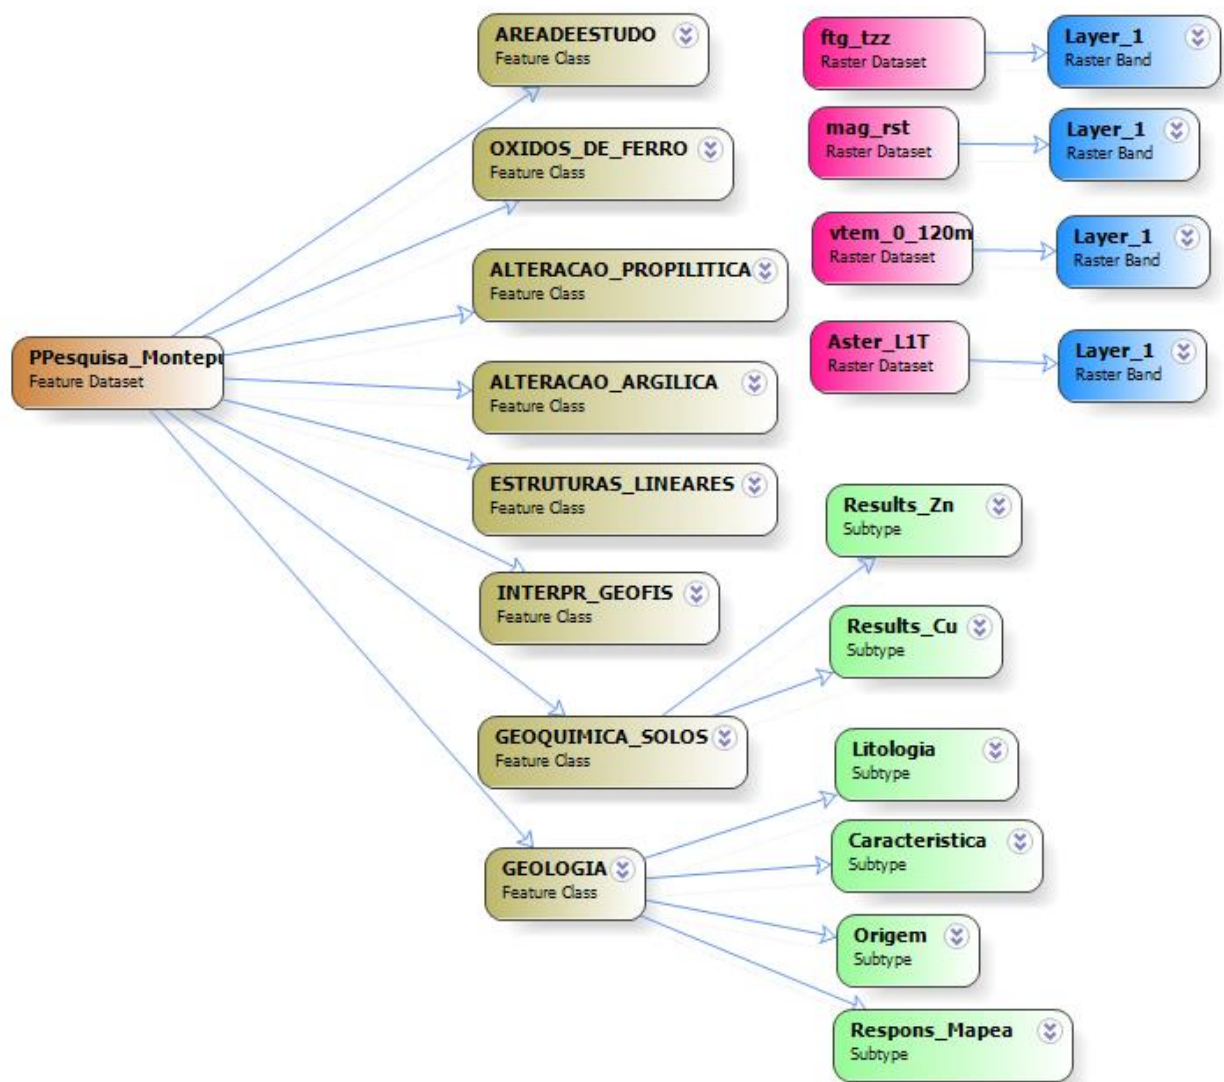 AREADEESTUDO
Feature Class
OXIDOS_DE_FERRO
Feature Class
ALTERACAO_PROPILITICA
Feature Class
PPesquisa_Montepu
Feature Dataset
ALTERACAO_ARGILICA
Feature Class
ESTRUTURAS_LINEARES
Feature Class
INTERPR_GEOFIS
Feature Class
GEOQUIMICA_SOLOS
Feature Class
GEOLOGIA
Feature Class
ftg_tzz
Raster Dataset
Layer_1
Raster Band
mag_rst
Raster Dataset
Layer_1
Raster Band
vtem_0_120m
Raster Dataset
Layer_1
Raster Band
Aster_L1T
Raster Dataset
Layer_1
Raster Band
Results_Zn
Subtype
Results_Cu
Subtype
Litologia
Subtype
Caracteristica
Subtype
Origem
Subtype
Respons_Mapea
Subtype